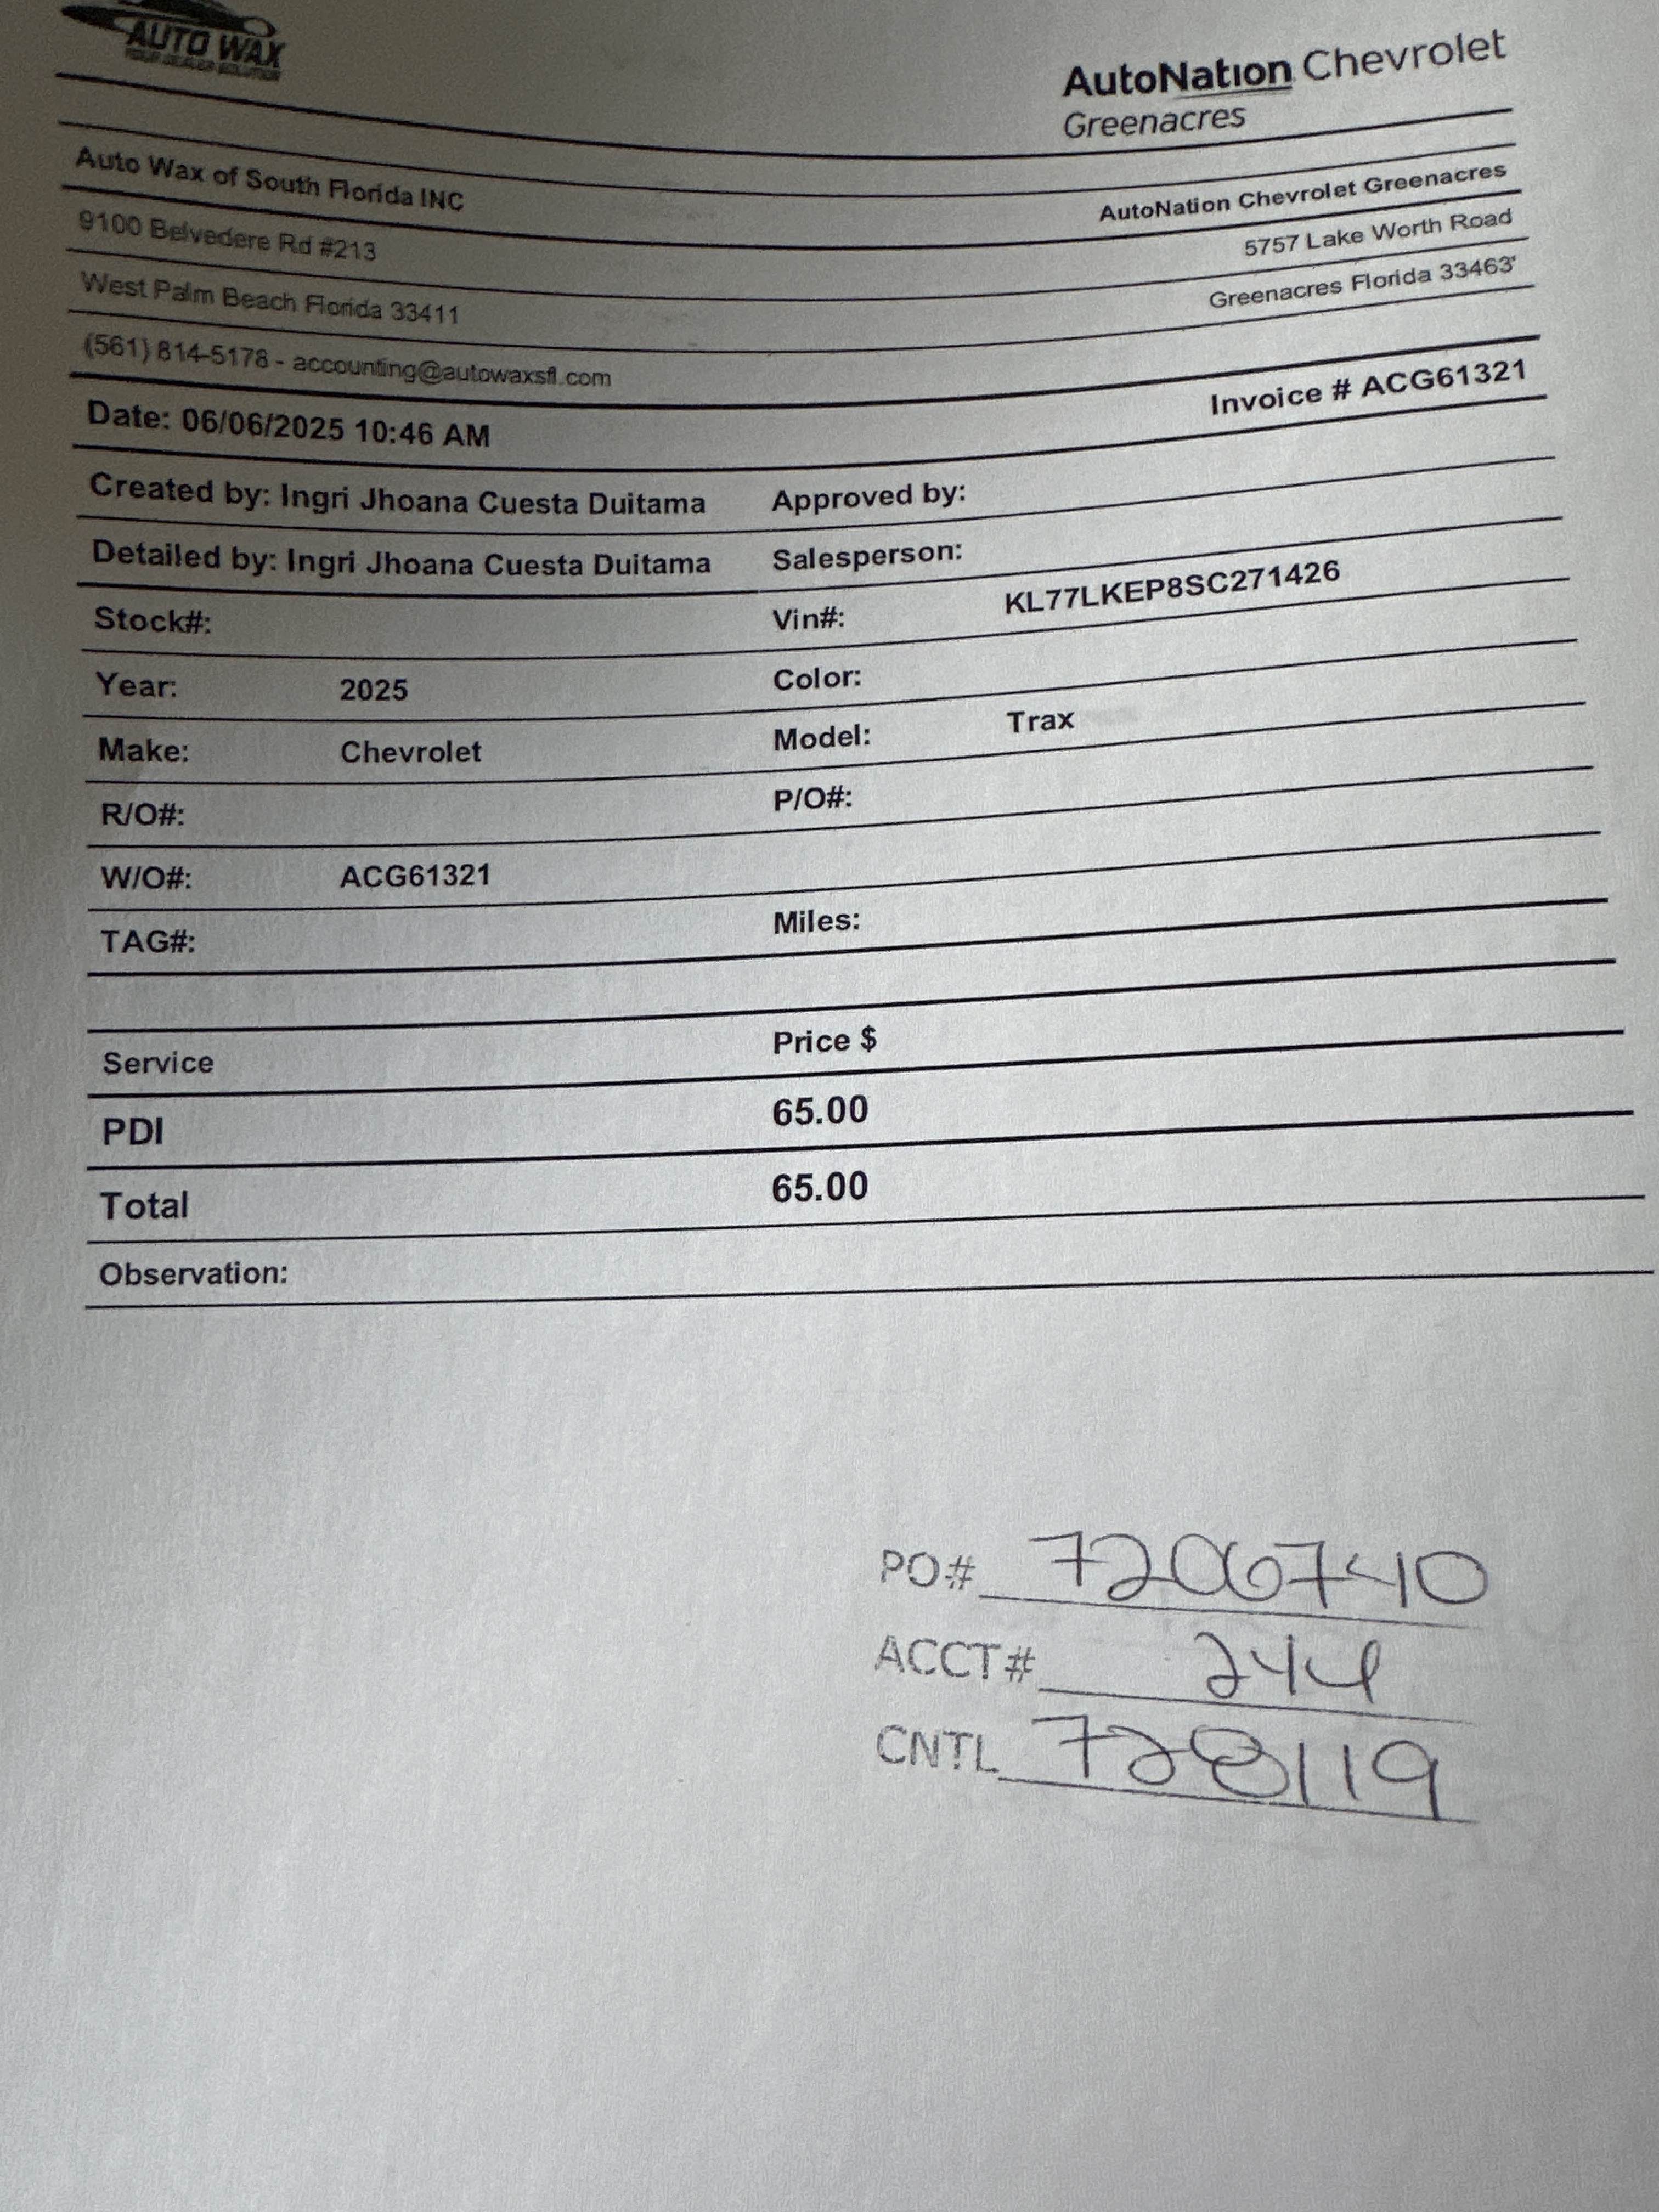 AUTO WAX
YOUR DEALER SOLUTION
AutoNation Chevrolet
Greenacres
Auto Wax of South Florida INC
AutoNation Chevrolet Greenacres
9100 Belvedere Rd #213
5757 Lake Worth Road
West Palm Beach Florida 33411
Greenacres Florida 33463'
(561) 814-5178 - accounting@autowaxsfl.com
Date: 06/06/2025 10:46 AM
Invoice # ACG61321
Created by: Ingri Jhoana Cuesta Duitama Approved by:
Detailed by: Ingri Jhoana Cuesta Duitama Salesperson:
Stock#: Vin#: KL77LKEP8SC271426
Year: 2025 Color:
Make: Chevrolet Model: Trax
R/O#: P/O#:
W/O#: ACG61321
TAG#: Miles:
Service Price $
PDI 65.00
Total 65.00
Observation:
PO# 7206740
ACCT# 244
CNTL 728119